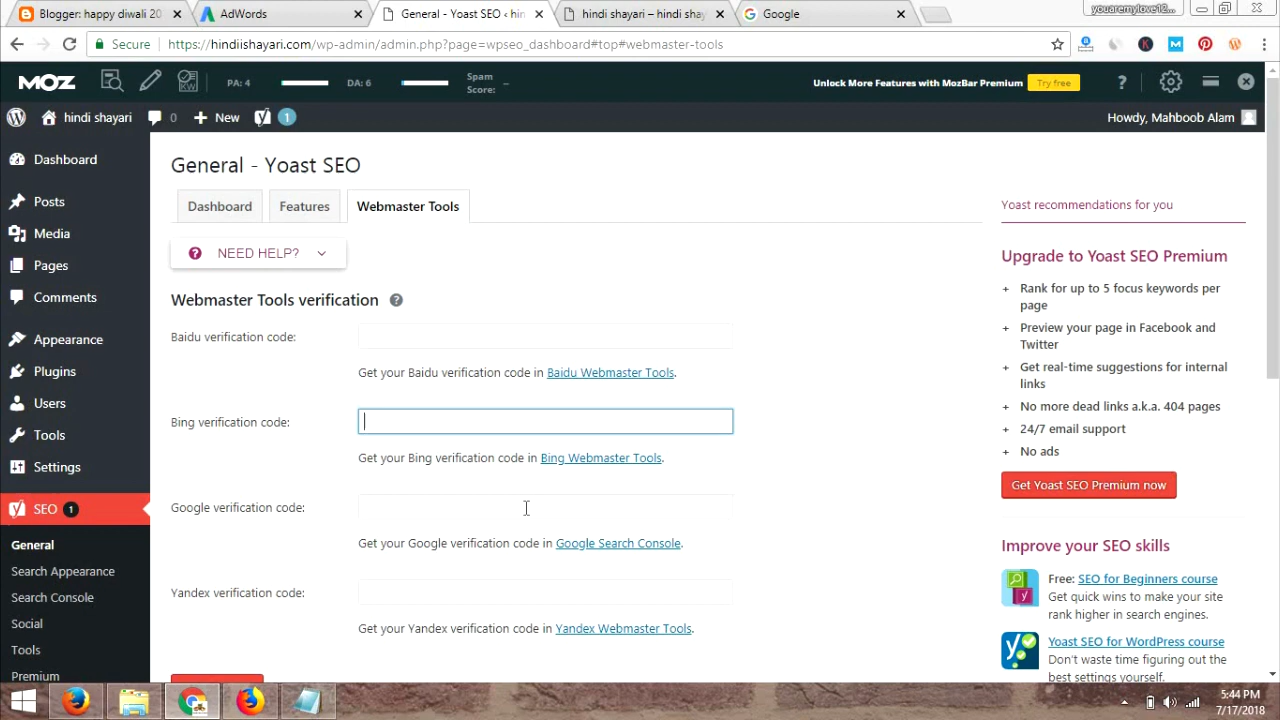 Blogger: happy diwali 20
AdWords
General - Yoast SEO ‹ hin
hindi shayari – hindi sha
Google
youaremylove12...
Secure
https://hindiishayari.com/wp-admin/admin.php?page=wpseo_dashboard#top#webmaster-tools
MOZ
PA: 4
DA: 6
Spam
Score: –
Unlock More Features with MozBar Premium
Try free
hindi shayari
0
New
1
Howdy, Mahboob Alam
Dashboard
Posts
Media
Pages
Comments
Appearance
Plugins
Users
Tools
Settings
SEO 1
General
Search Appearance
Search Console
Social
Tools
Premium
General - Yoast SEO
Dashboard
Features
Webmaster Tools
NEED HELP?
Webmaster Tools verification
Baidu verification code:
Get your Baidu verification code in Baidu Webmaster Tools.
Bing verification code:
Get your Bing verification code in Bing Webmaster Tools.
Google verification code:
Get your Google verification code in Google Search Console.
Yandex verification code:
Get your Yandex verification code in Yandex Webmaster Tools.
Yoast recommendations for you
Upgrade to Yoast SEO Premium
+ Rank for up to 5 focus keywords per
page
+ Preview your page in Facebook and
Twitter
+ Get real-time suggestions for internal
links
+ No more dead links a.k.a. 404 pages
+ 24/7 email support
+ No ads
Get Yoast SEO Premium now
Improve your SEO skills
Free: SEO for Beginners course
Get quick wins to make your site
rank higher in search engines.
Yoast SEO for WordPress course
Don't waste time figuring out the
best settings yourself.
5:44 PM
7/17/2018